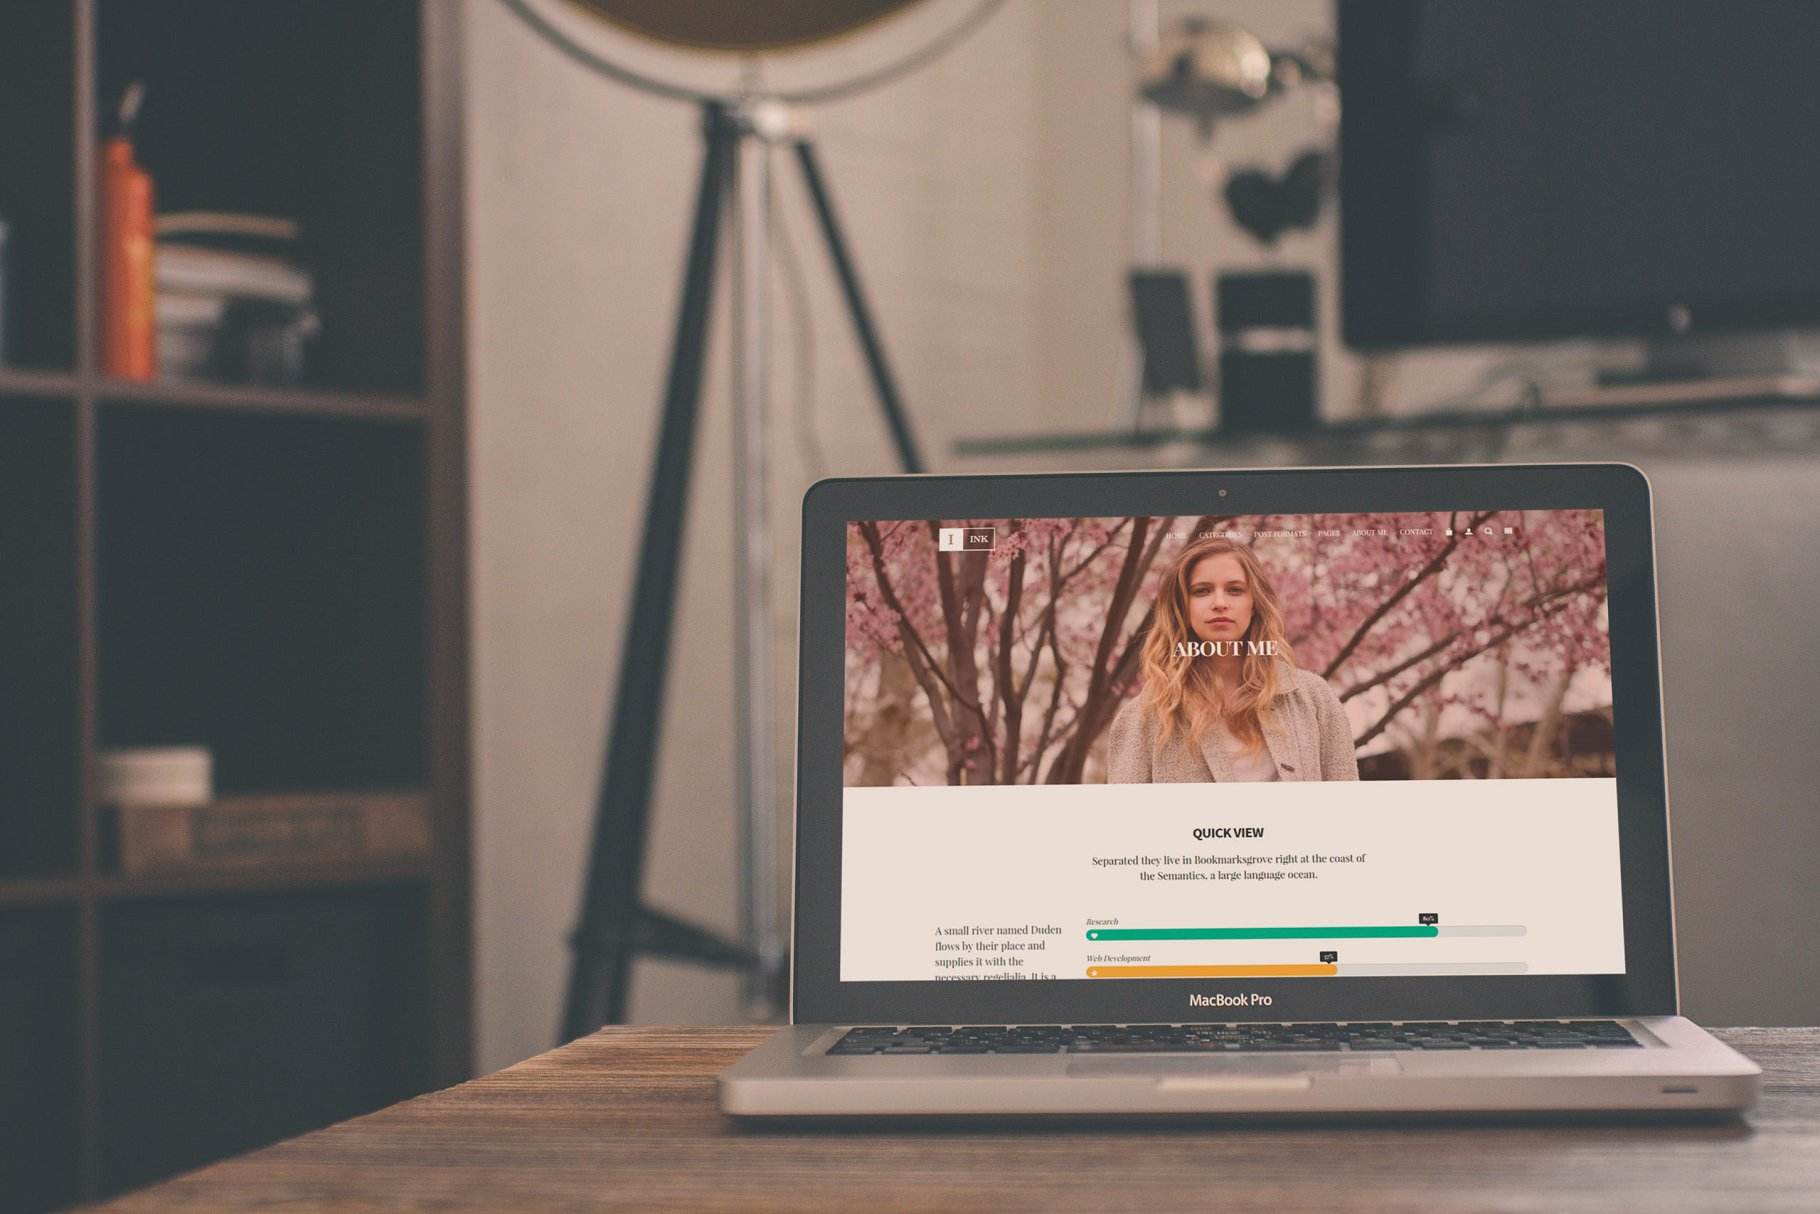 I INK
HOME CATEGORIES POST FORMATS PAGES ABOUT ME CONTACT
ABOUT ME
QUICK VIEW
Separated they live in Bookmarksgrove right at the coast of
the Semantics, a large language ocean.
A small river named Duden
flows by their place and
supplies it with the
necessary regelialia. It is a
Research
80%
Web Development
MacBook Pro